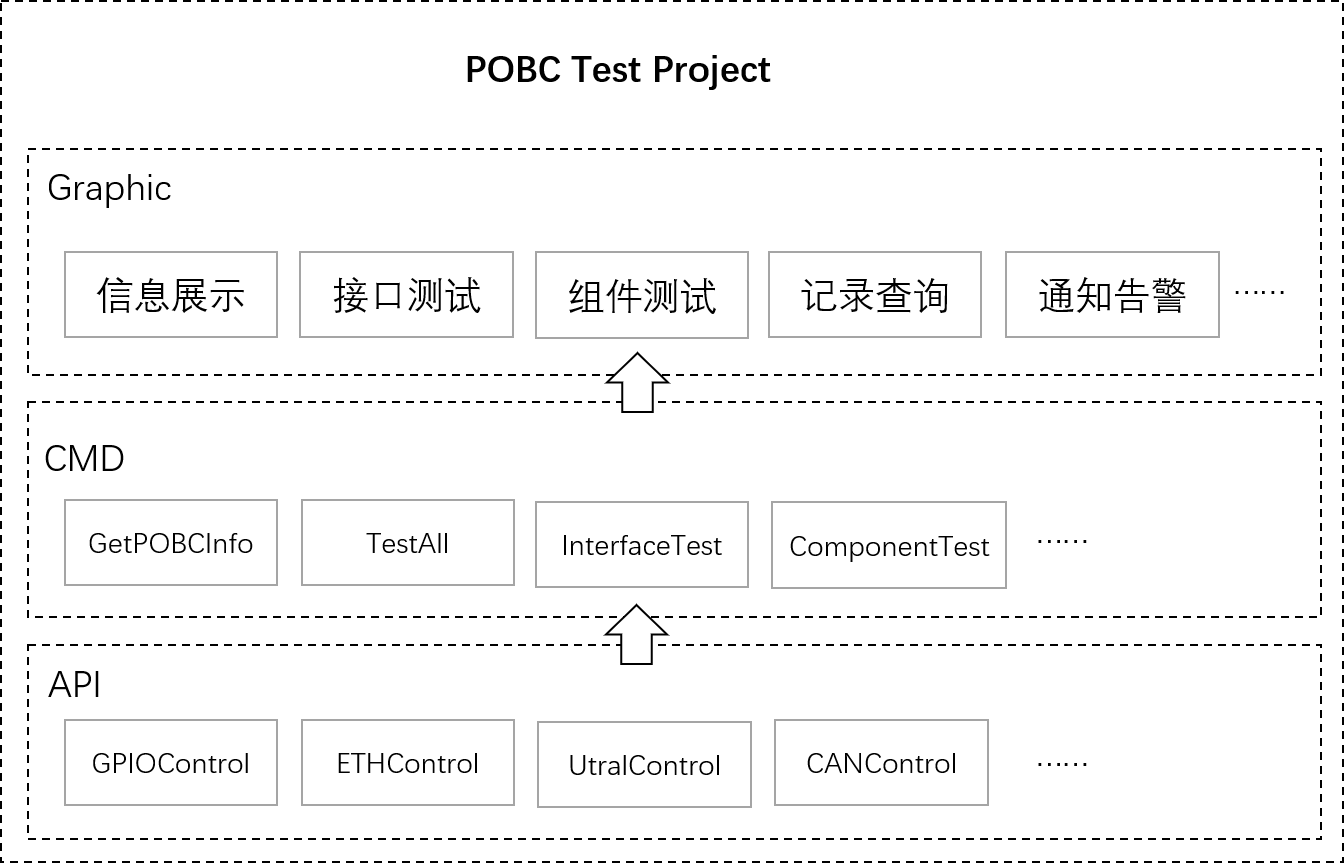 POBC Test Project
Graphic
信息展示
接口测试
组件测试
记录查询
通知告警
……
CMD
GetPOBCInfo
TestAll
InterfaceTest
ComponentTest
……
API
GPIOControl
ETHControl
UtralControl
CANControl
……